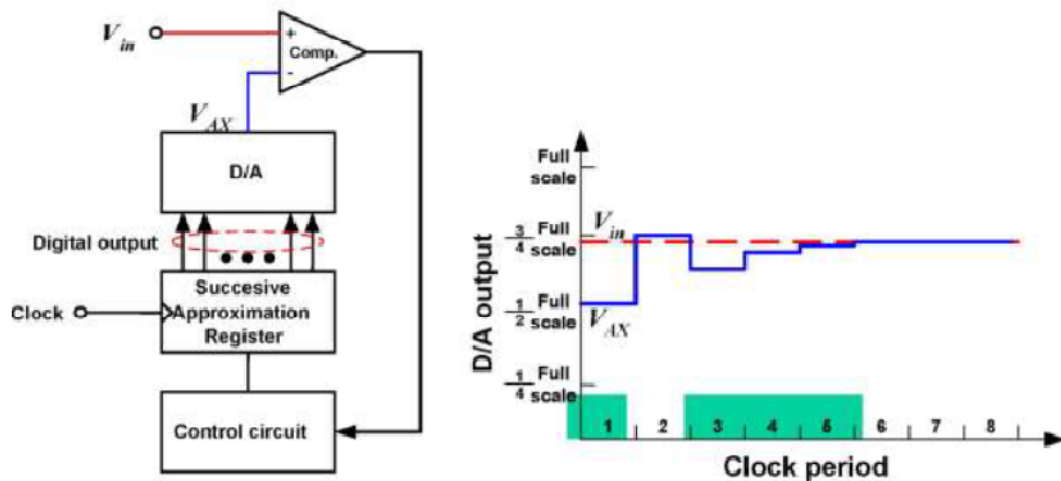 V_in
+
Comp.
-
V_AX
D/A
Digital output
Clock
Succesive
Approximation
Register
Control circuit
D/A output
Full
scale
3/4 Full
scale
V_in
1/2 Full
scale
V_AX
1/4 Full
scale
1 2 3 4 5 6 7 8
Clock period